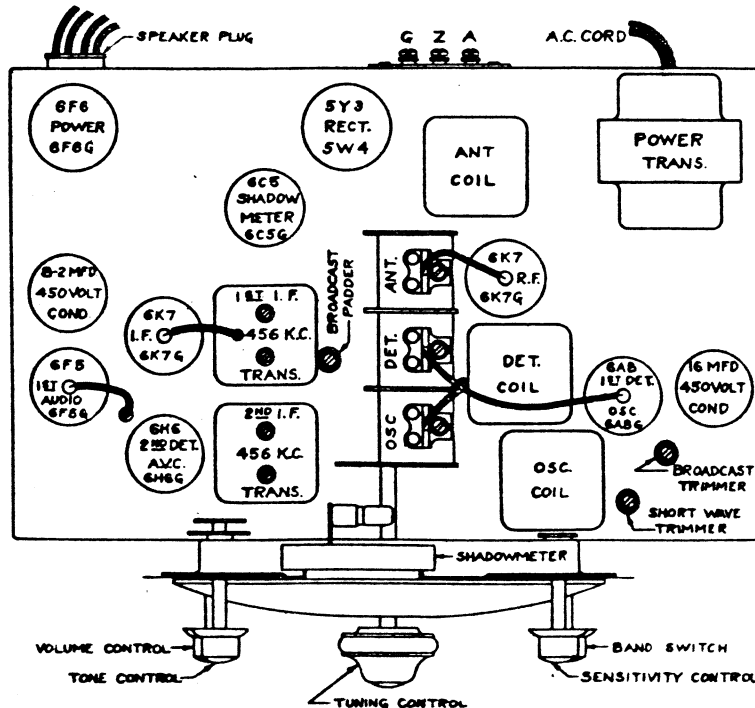 SPEAKER PLUG
G Z A
A.C. CORD
6F6
POWER
6F6G
5Y3
RECT.
5W4
ANT
COIL
POWER
TRANS.
6C5
SHADOW
METER
6C5G
8-2 MFD
450 VOLT
COND
6K7
I.F.
6K7G
1ST I.F.
456 K.C.
TRANS.
BROADCAST
PADDER
ANT.
DET.
OSC
6K7
R.F.
6K7G
DET.
COIL
6A8
1ST DET.
OSC
6A8G
16 MFD
450 VOLT
COND
6F5
1ST
AUDIO
6F5G
6H6
2ND DET.
A.V.C.
6H6G
2ND I.F.
456 K.C.
TRANS.
OSC.
COIL
BROADCAST
TRIMMER
SHORT WAVE
TRIMMER
SHADOWMETER
VOLUME CONTROL
TONE CONTROL
TUNING CONTROL
BAND SWITCH
SENSITIVITY CONTROL